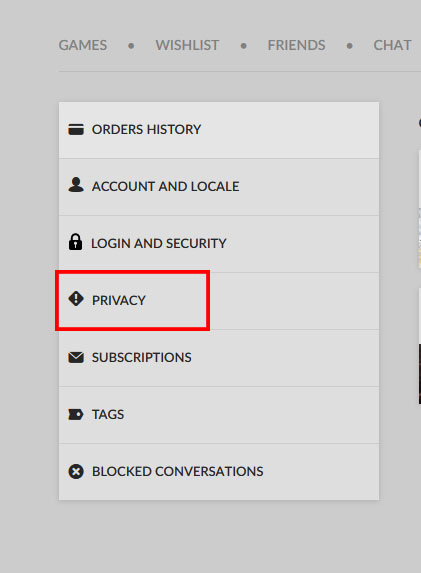 GAMES • WISHLIST • FRIENDS • CHAT
ORDERS HISTORY
ACCOUNT AND LOCALE
LOGIN AND SECURITY
PRIVACY
SUBSCRIPTIONS
TAGS
BLOCKED CONVERSATIONS